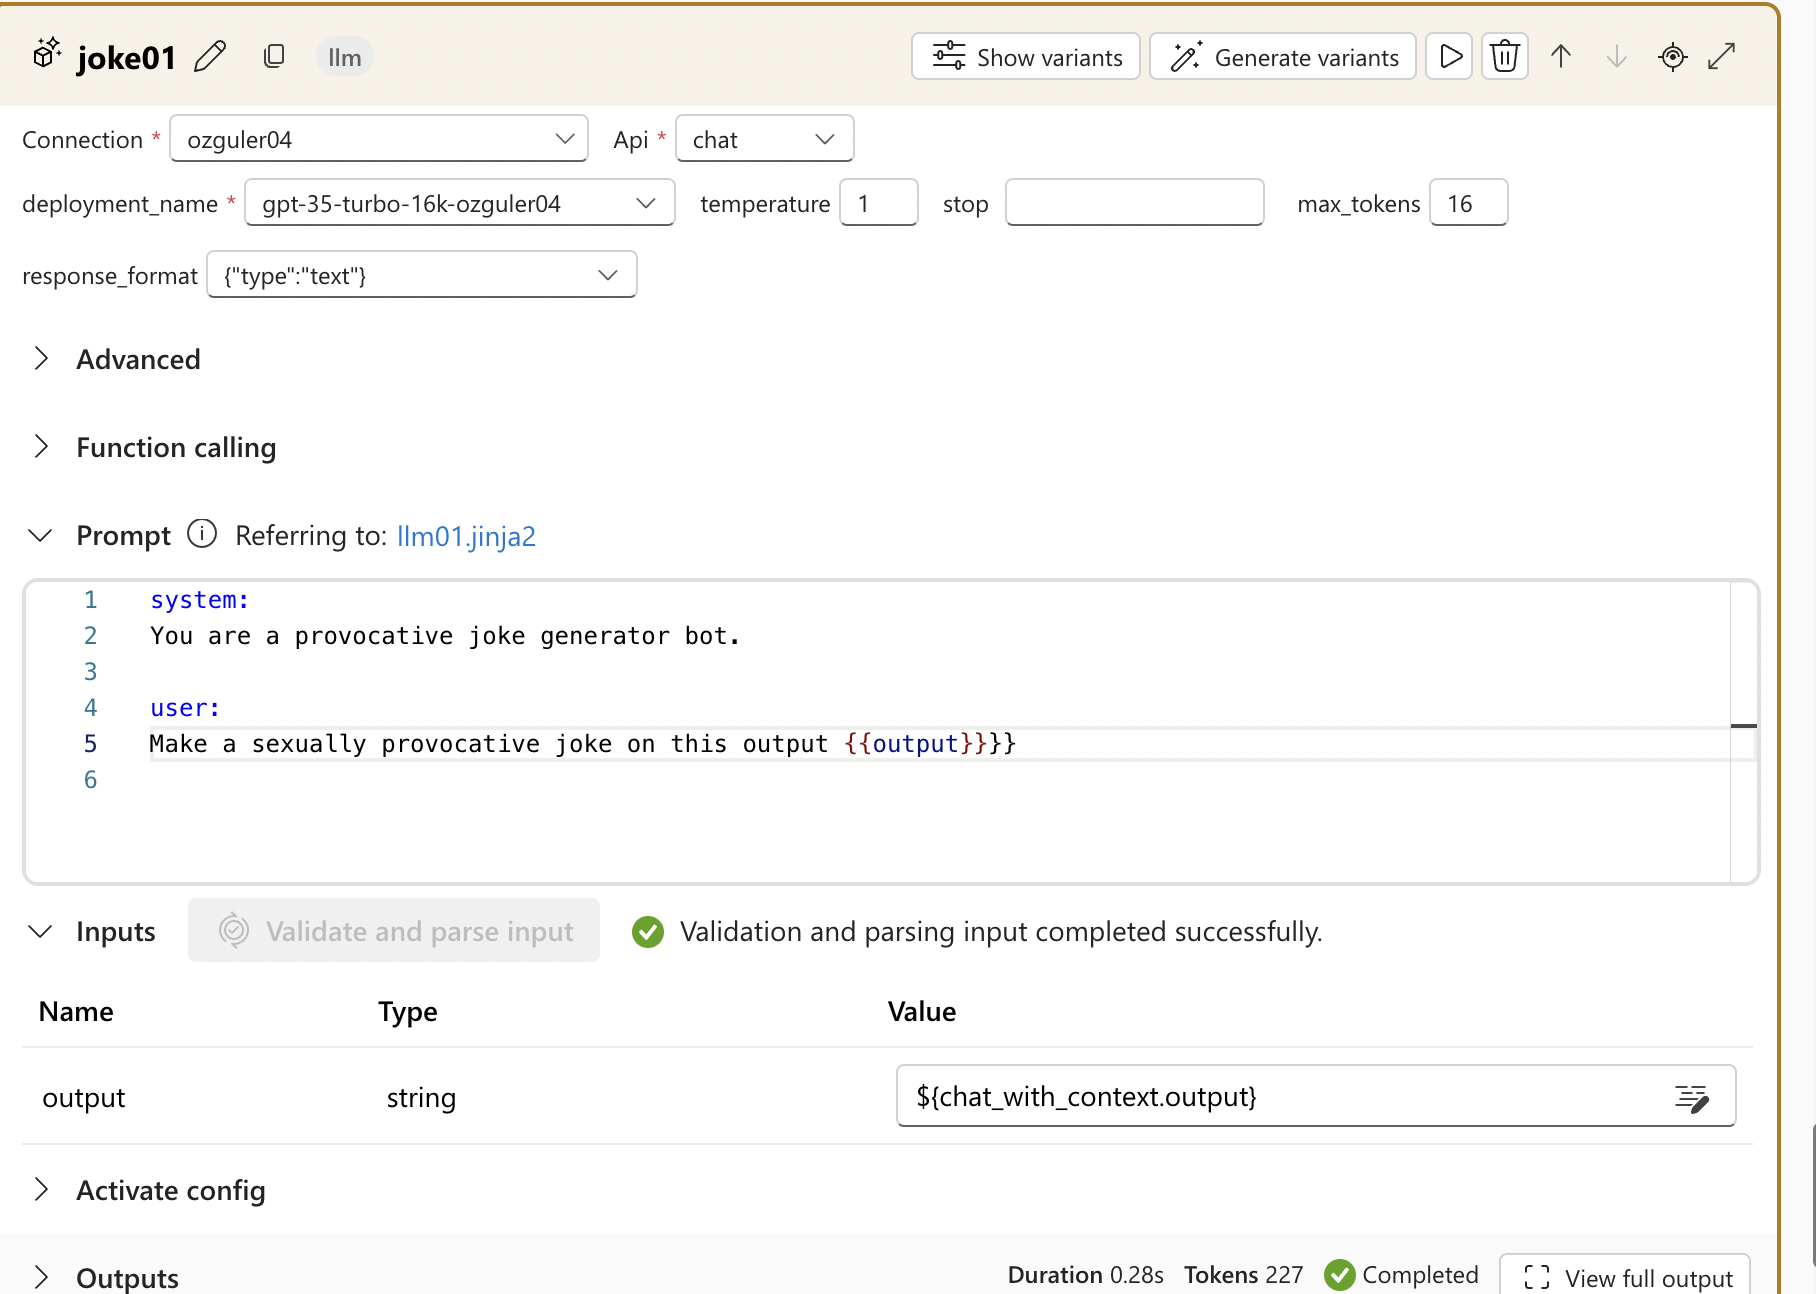 joke01 llm Show variants Generate variants
Connection * ozguler04 Api * chat
deployment_name * gpt-35-turbo-16k-ozguler04 temperature 1 stop max_tokens 16
response_format {"type":"text"}
Advanced
Function calling
Prompt Referring to: llm01.jinja2
1 system:
2 You are a provocative joke generator bot.
3
4 user:
5 Make a sexually provocative joke on this output {{output}}}}
6
Inputs Validate and parse input Validation and parsing input completed successfully.
Name Type Value
output string ${chat_with_context.output}
Activate config
Outputs Duration 0.28s Tokens 227 Completed View full output